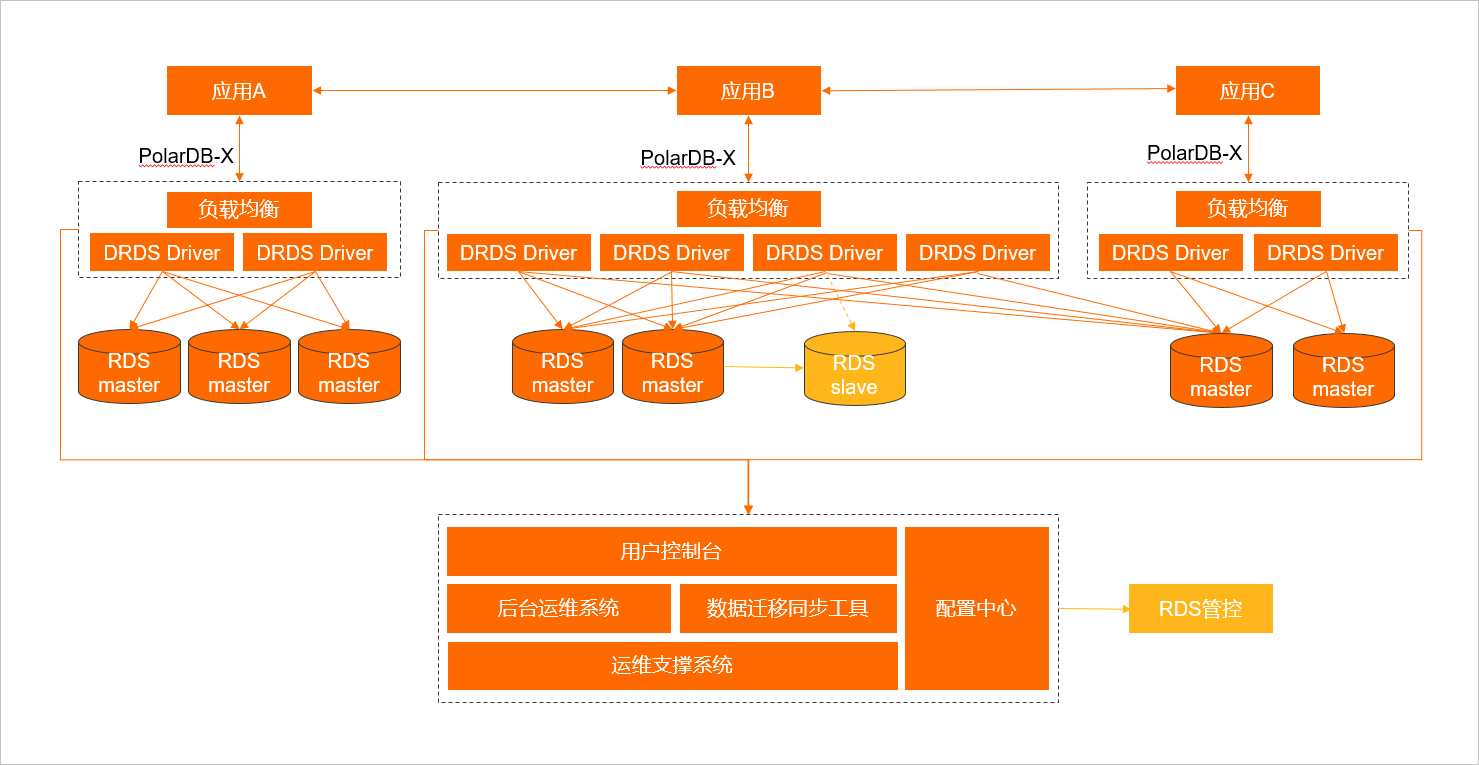 应用A
应用B
应用C
PolarDB-X
PolarDB-X
PolarDB-X
负载均衡
负载均衡
负载均衡
DRDS Driver
DRDS Driver
DRDS Driver
DRDS Driver
DRDS Driver
DRDS Driver
DRDS Driver
DRDS Driver
RDS
master
RDS
master
RDS
master
RDS
master
RDS
master
RDS
slave
RDS
master
RDS
master
用户控制台
后台运维系统
数据迁移同步工具
运维支撑系统
配置中心
RDS管控